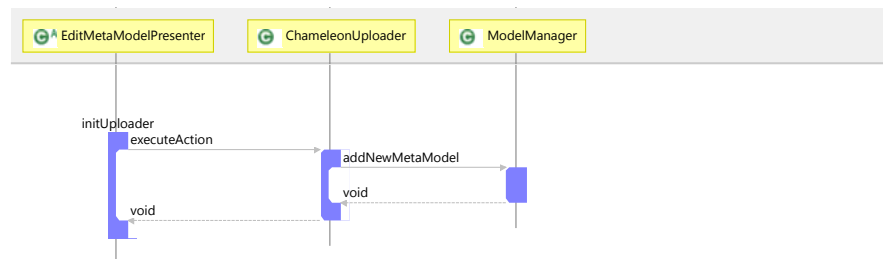 C A EditMetaModelPresenter
C ChameleonUploader
C ModelManager
initUploader
executeAction
addNewMetaModel
void
void